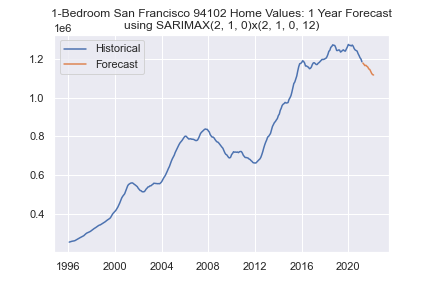 1-Bedroom San Francisco 94102 Home Values: 1 Year Forecast
using SARIMAX(2, 1, 0)x(2, 1, 0, 12)
1e6
Historical
Forecast
1.2
1.0
0.8
0.6
0.4
1996 2000 2004 2008 2012 2016 2020